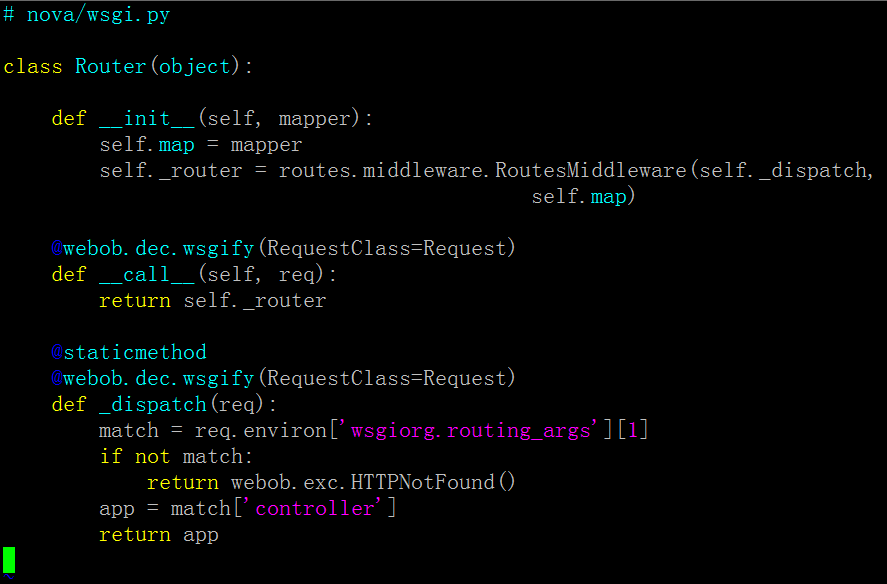 # nova/wsgi.py
class Router(object):
def __init__(self, mapper):
self.map = mapper
self._router = routes.middleware.RoutesMiddleware(self._dispatch,
self.map)
@webob.dec.wsgify(RequestClass=Request)
def __call__(self, req):
return self._router
@staticmethod
@webob.dec.wsgify(RequestClass=Request)
def _dispatch(req):
match = req.environ['wsgiorg.routing_args'][1]
if not match:
return webob.exc.HTTPNotFound()
app = match['controller']
return app